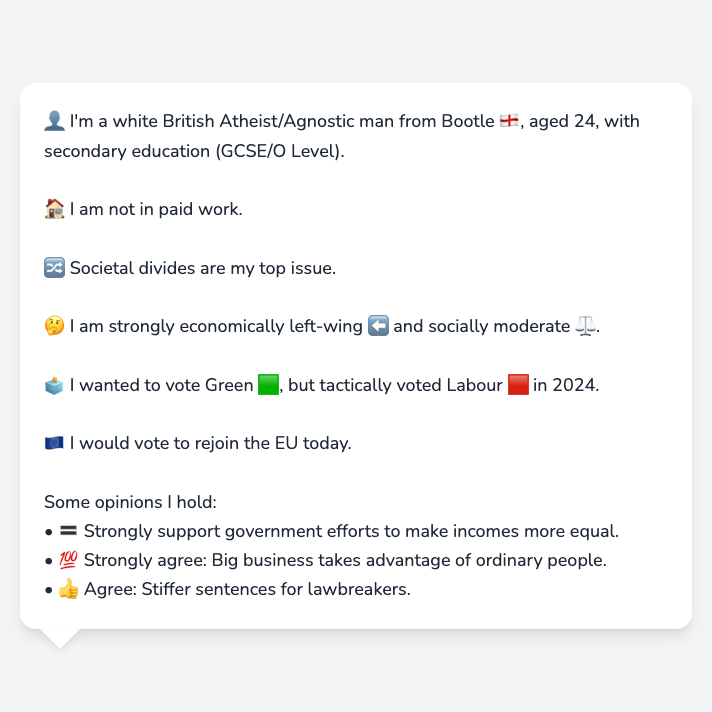 👤 I'm a white British Atheist/Agnostic man from Bootle 🏴󠁧󠁢󠁥󠁮󠁧󠁿, aged 24, with
secondary education (GCSE/O Level).
🏠 I am not in paid work.
🔀 Societal divides are my top issue.
🤔 I am strongly economically left-wing ⬅️ and socially moderate ⚖️.
🗳️ I wanted to vote Green 🟩, but tactically voted Labour 🟥 in 2024.
🇪🇺 I would vote to rejoin the EU today.
Some opinions I hold:
• 🟰 Strongly support government efforts to make incomes more equal.
• 💯 Strongly agree: Big business takes advantage of ordinary people.
• 👍 Agree: Stiffer sentences for lawbreakers.